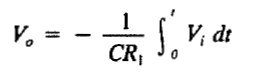 V_o = - \frac{1}{CR_1} \int_0^t V_i dt